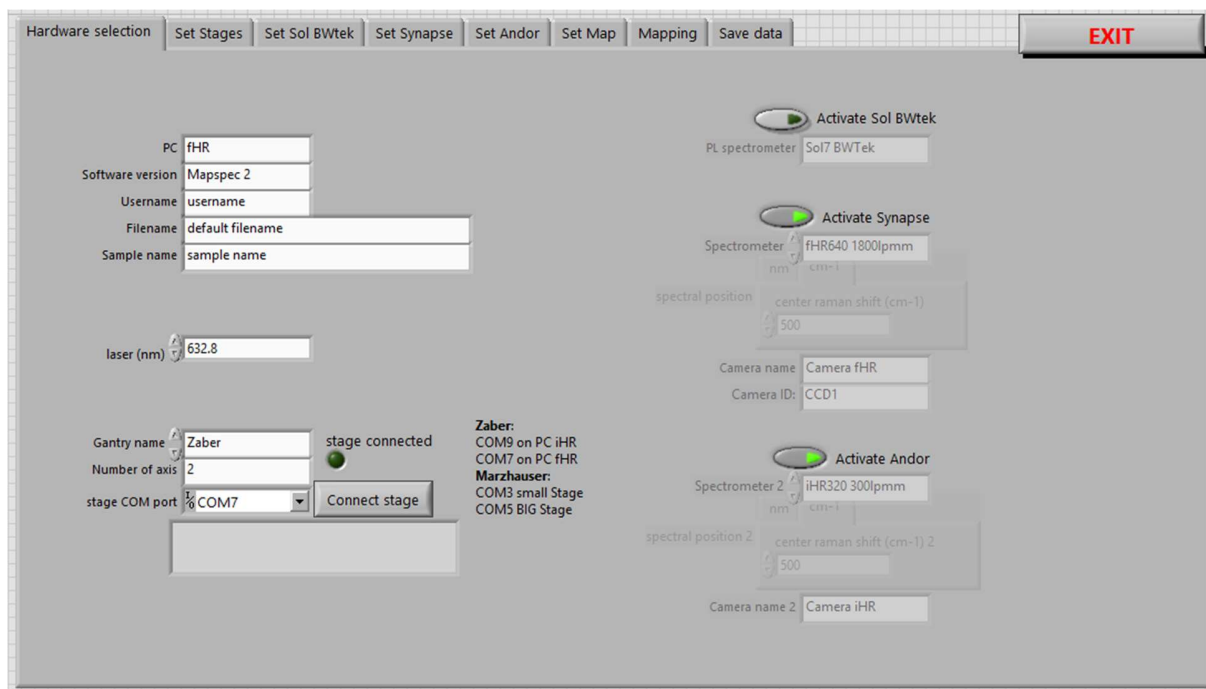 Hardware selection Set Stages Set Sol BWtek Set Synapse Set Andor Set Map Mapping Save data EXIT
PC fHR
Software version Mapspec 2
Username username
Filename default filename
Sample name sample name
laser (nm) 632.8
Gantry name Zaber
Number of axis 2
stage COM port COM7
stage connected
Connect stage
Zaber:
COM9 on PC iHR
COM7 on PC fHR
Marzhauser:
COM3 small Stage
COM5 BIG Stage
Activate Sol BWtek
PL spectrometer Sol7 BWTek
Activate Synapse
Spectrometer fHR640 1800lpmm
nm cm-1
spectral position center raman shift (cm-1)
500
Camera name Camera fHR
Camera ID: CCD1
Activate Andor
Spectrometer 2 iHR320 300lpmm
nm cm-1
spectral position 2 center raman shift (cm-1) 2
500
Camera name 2 Camera iHR